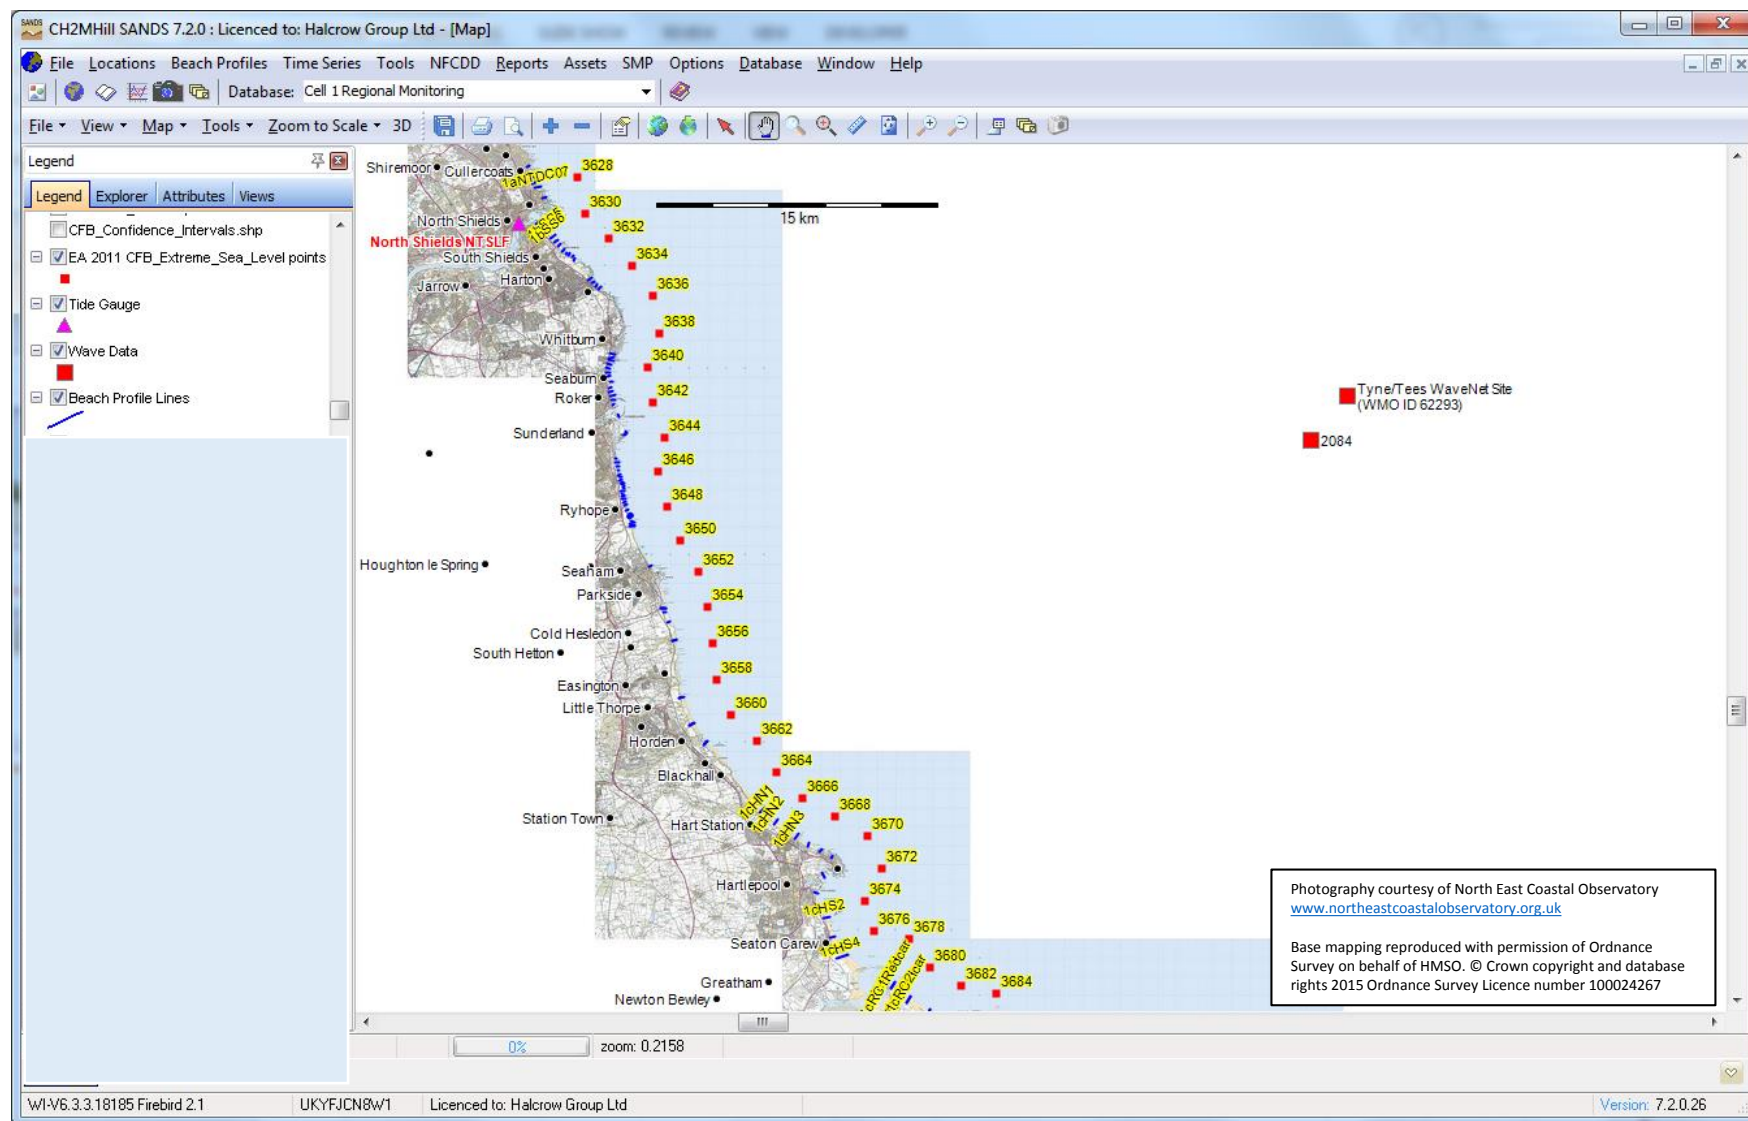 SANDS
CH2MHill SANDS 7.2.0 : Licenced to: Halcrow Group Ltd - [Map]
File Locations Beach Profiles Time Series Tools NFCDD Reports Assets SMP Options Database Window Help
Database: Cell 1 Regional Monitoring
File View Map Tools Zoom to Scale 3D
Legend
Legend Explorer Attributes Views
CFB_Confidence_Intervals.shp
EA 2011 CFB_Extreme_Sea_Level points
Tide Gauge
Wave Data
Beach Profile Lines
Shiremoor Cullercoats 1aNTDC07 3628
North Shields 1bSS6 3630
15 km
3632
North Shields NTSLF
South Shields 3634
Jarrow Harton 3636
3638
Whitburn
3640
Seaburn
Roker 3642
Tyne/Tees WaveNet Site
(WMO ID 62293)
Sunderland 3644
2084
3646
3648
Ryhope
3650
Houghton le Spring Seaham 3652
Parkside 3654
Cold Hesledon 3656
South Hetton
3658
Easington
Little Thorpe 3660
Horden 3662
Blackhall 3664
3666
1cHN1
1cHN2
1cHN3
Station Town Hart Station 3668
3670
3672
Hartlepool 3674
1cHS2
3676 3678
Seaton Carew 1cHS4
3680
Greatham 3682 3684
Newton Bewley
Photography courtesy of North East Coastal Observatory
www.northeastcoastalobservatory.org.uk
Base mapping reproduced with permission of Ordnance
Survey on behalf of HMSO. © Crown copyright and database
rights 2015 Ordnance Survey Licence number 100024267
0% zoom: 0.2158
WI-V6.3.3.18185 Firebird 2.1 UKYFJCN8W1 Licenced to: Halcrow Group Ltd Version: 7.2.0.26